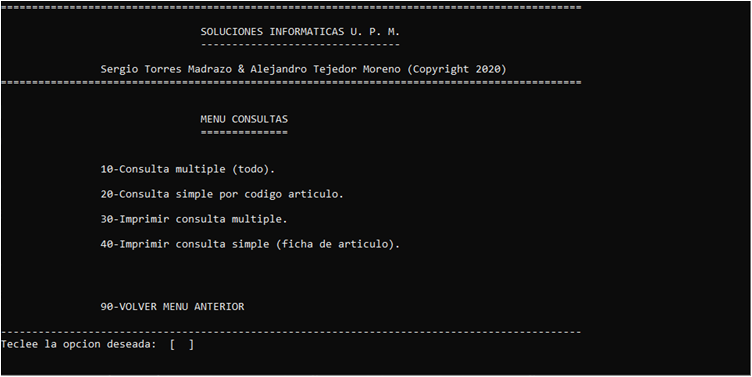 =============================================================================================
SOLUCIONES INFORMATICAS U. P. M.
--------------------------------
Sergio Torres Madrazo & Alejandro Tejedor Moreno (Copyright 2020)
=============================================================================================
MENU CONSULTAS
==============
10-Consulta multiple (todo).
20-Consulta simple por codigo articulo.
30-Imprimir consulta multiple.
40-Imprimir consulta simple (ficha de articulo).
90-VOLVER MENU ANTERIOR
---------------------------------------------------------------------------------------------
Teclee la opcion deseada:  [  ]